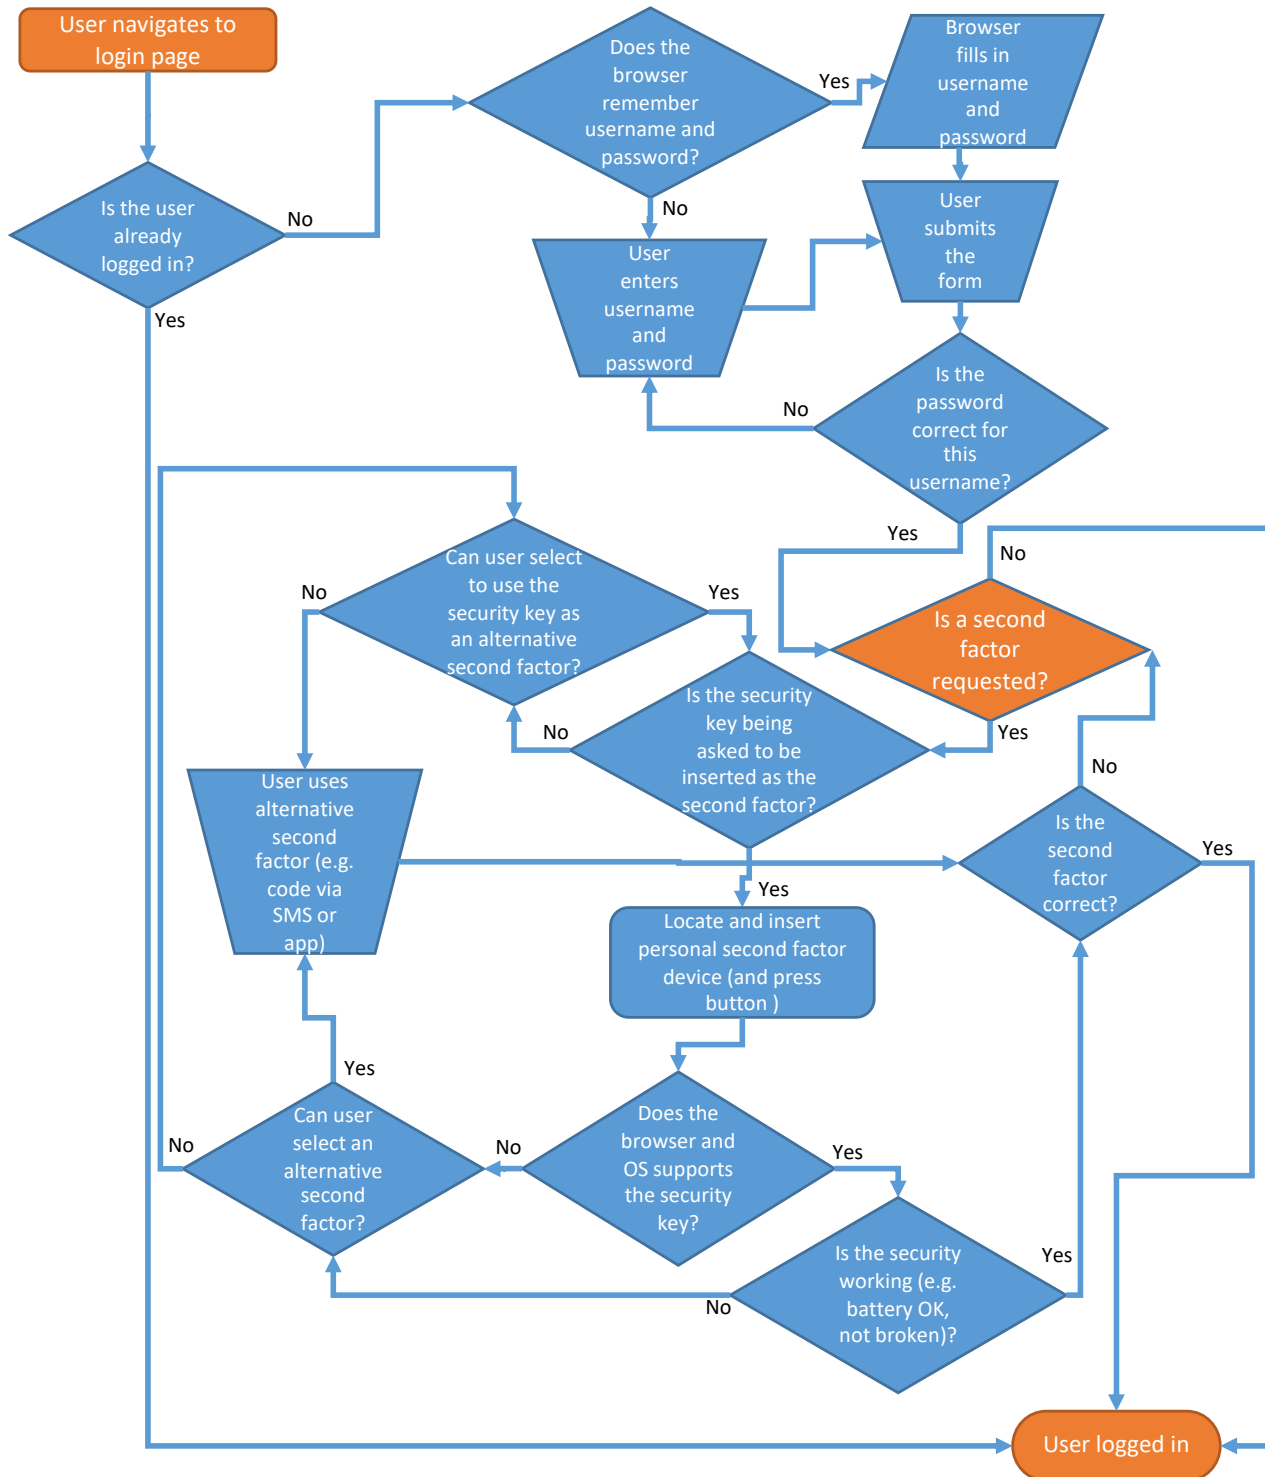 User navigates to
login page
Does the
browser
remember
username and
password?
Yes
Browser
fills in
username
and
password
Is the user
already
logged in?
No
No
User
enters
username
and
password
User
submits
the
form
Yes
Is the
password
correct for
this
username?
No
Yes
No
Can user select
to use the
security key as
an alternative
second factor?
No
Yes
Is a second
factor
requested?
Yes
Is the security
key being
asked to be
inserted as the
second factor?
No
No
User uses
alternative
second
factor (e.g.
code via
SMS or
app)
Is the
second
factor
correct?
Yes
Yes
Locate and insert
personal second factor
device (and press
button )
Yes
Can user
select an
alternative
second
factor?
No
No
Does the
browser and
OS supports
the security
key?
Yes
Is the security
working (e.g.
battery OK,
not broken)?
Yes
No
User logged in